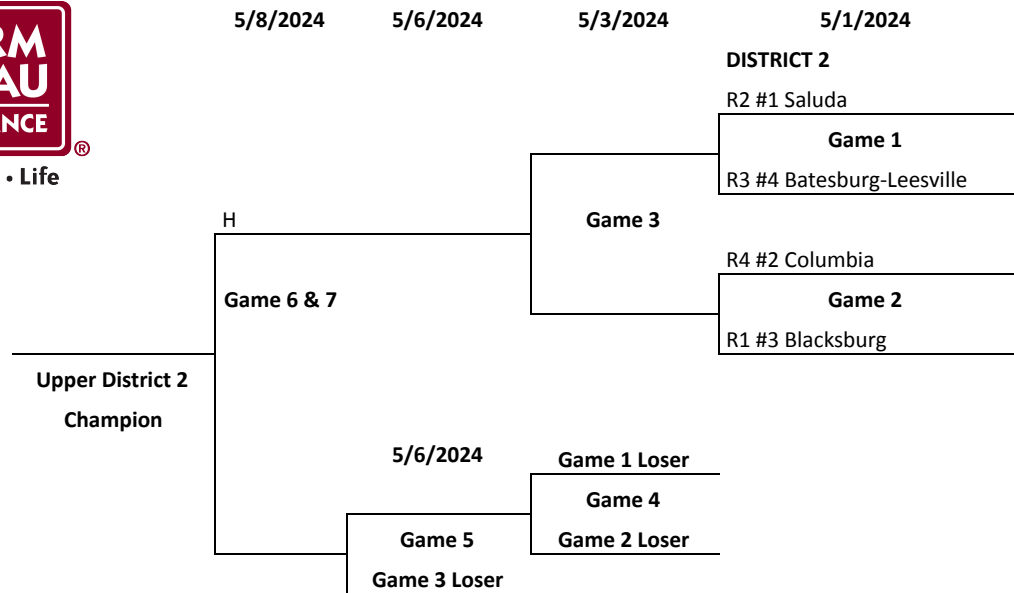 5/8/2024 5/6/2024 5/3/2024 5/1/2024
RM
AU
NCE
®
• Life
DISTRICT 2
R2 #1 Saluda
Game 1
R3 #4 Batesburg-Leesville
H
Game 3
R4 #2 Columbia
Game 6 & 7
Game 2
R1 #3 Blacksburg
Upper District 2
Champion
5/6/2024
Game 1 Loser
Game 4
Game 5
Game 2 Loser
Game 3 Loser